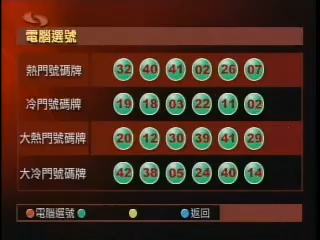 電腦選號
熱門號碼牌 32 40 41 02 26 07
冷門號碼牌 19 18 03 22 11 02
大熱門號碼牌 20 12 30 39 41 29
大冷門號碼牌 42 38 05 24 40 14
電腦選號 返回